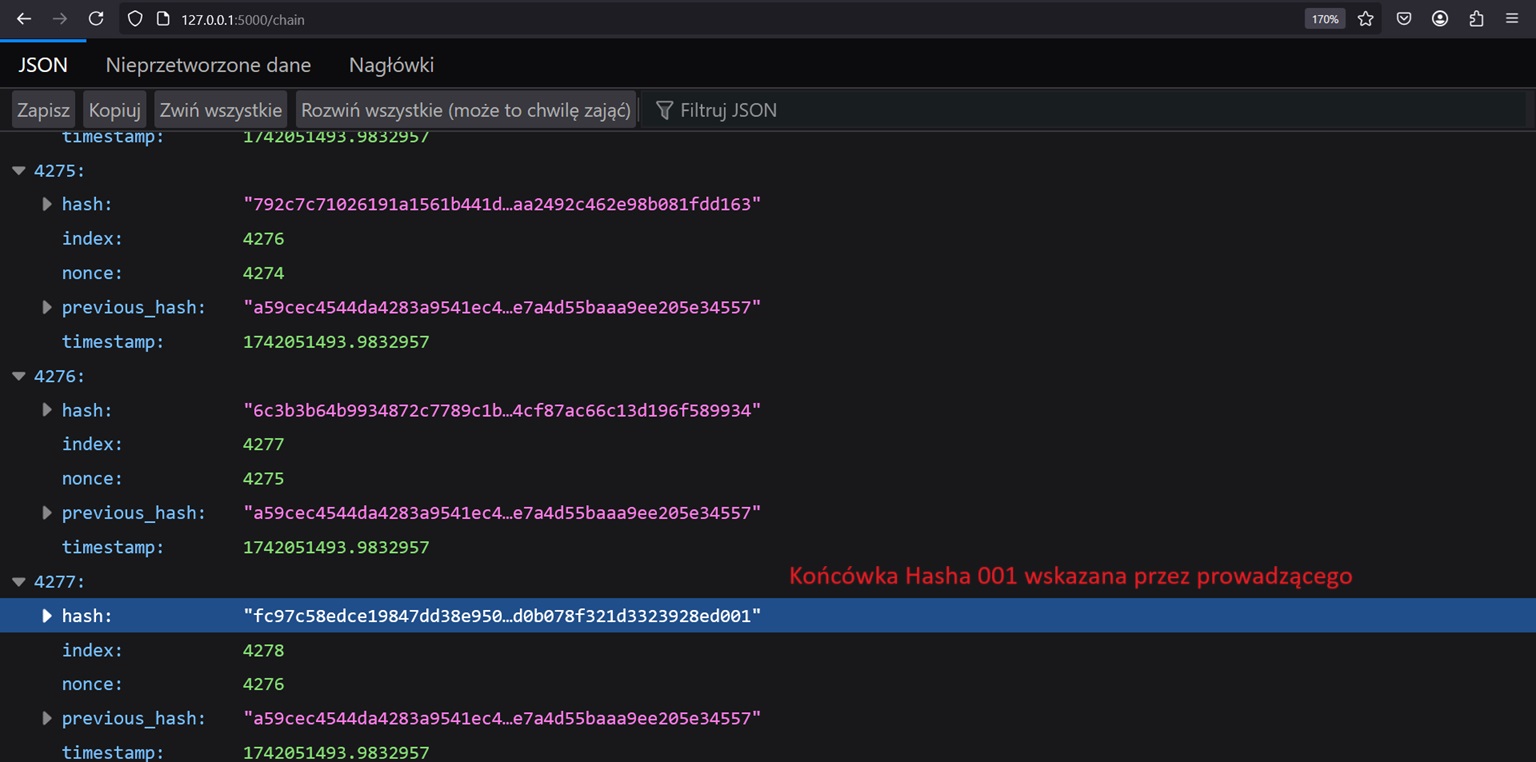 127.0.0.1:5000/chain 170%
JSON Nieprzetworzone dane Nagłówki
Zapisz Kopiuj Zwiń wszystkie Rozwiń wszystkie (może to chwilę zająć) Filtruj JSON
timestamp: 1742051493.9832957
4275:
hash: "792c7c71026191a1561b441d…aa2492c462e98b081fdd163"
index: 4276
nonce: 4274
previous_hash: "a59cec4544da4283a9541ec4…e7a4d55baaa9ee205e34557"
timestamp: 1742051493.9832957
4276:
hash: "6c3b3b64b9934872c7789c1b…4cf87ac66c13d196f589934"
index: 4277
nonce: 4275
previous_hash: "a59cec4544da4283a9541ec4…e7a4d55baaa9ee205e34557"
timestamp: 1742051493.9832957
Końcówka Hasha 001 wskazana przez prowadzącego
4277:
hash: "fc97c58edce19847dd38e950…d0b078f321d3323928ed001"
index: 4278
nonce: 4276
previous_hash: "a59cec4544da4283a9541ec4…e7a4d55baaa9ee205e34557"
timestamp: 1742051493.9832957